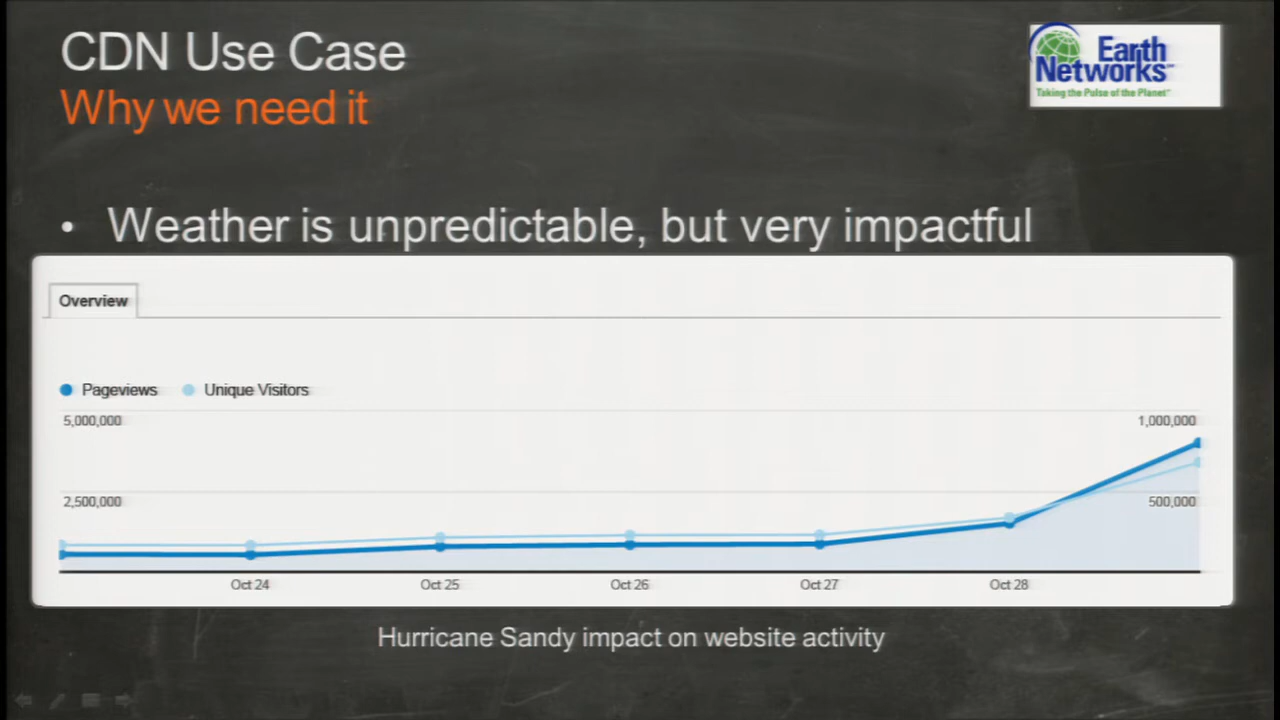 CDN Use Case
Why we need it
Earth
Networks
Taking the Pulse of the Planet
• Weather is unpredictable, but very impactful
Overview
Pageviews Unique Visitors
5,000,000 1,000,000
2,500,000 500,000
Oct 24 Oct 25 Oct 26 Oct 27 Oct 28
Hurricane Sandy impact on website activity